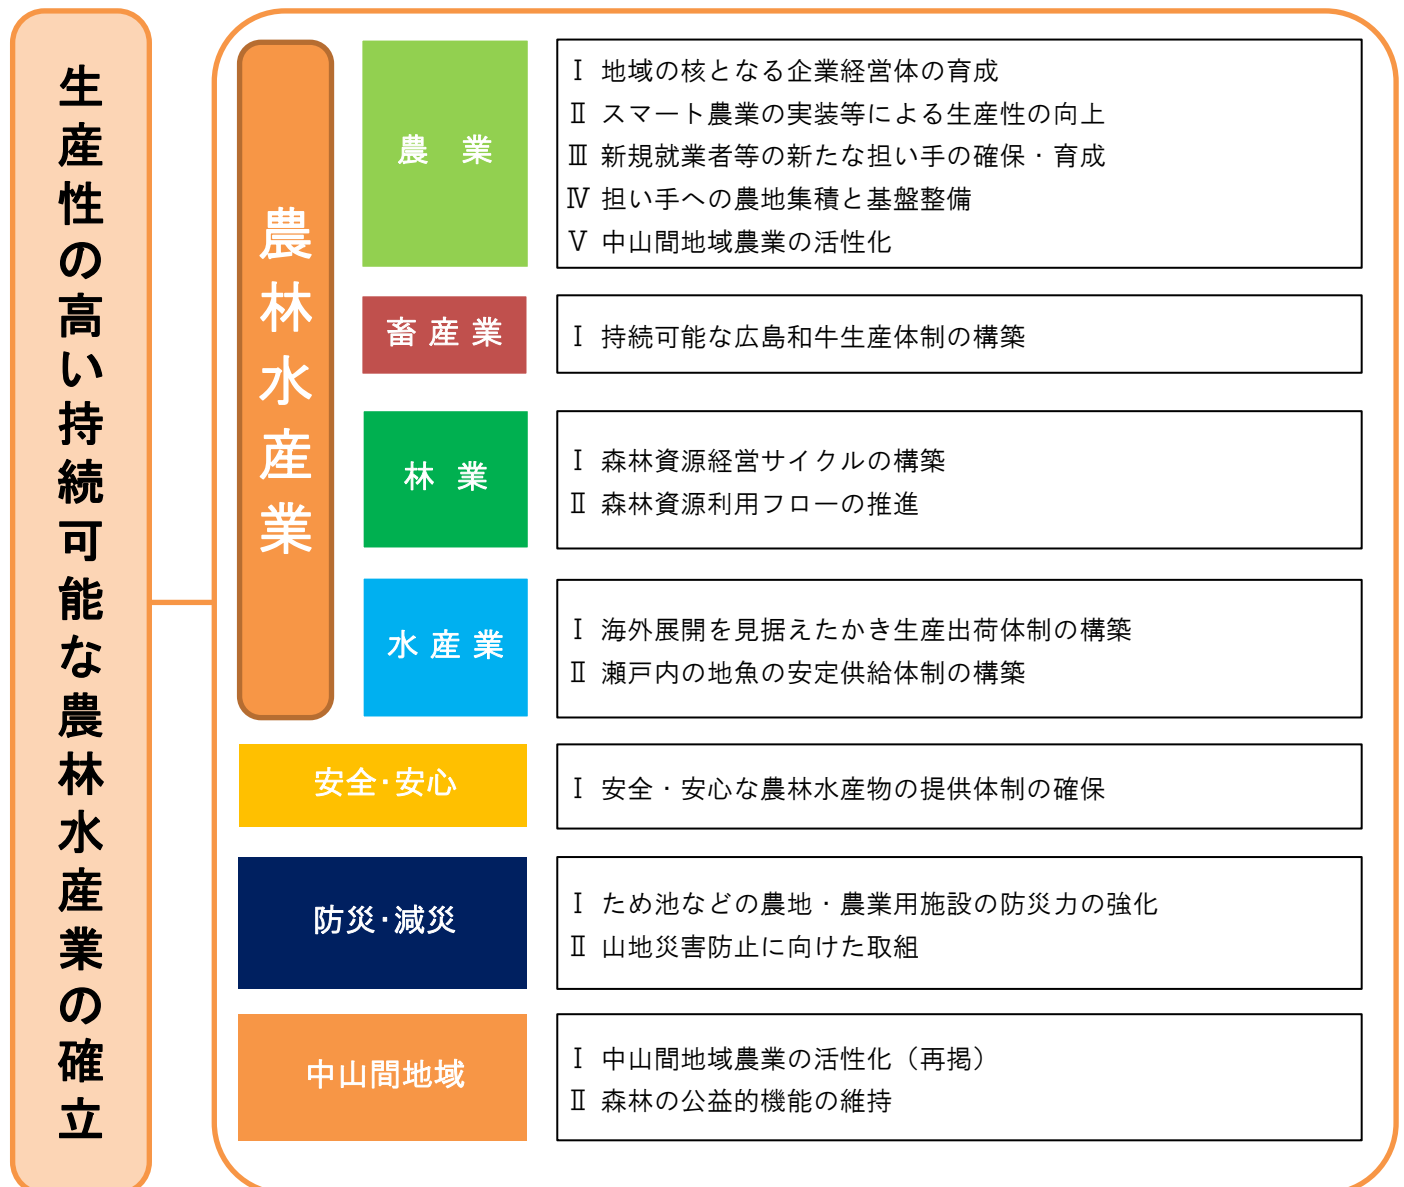 生産性の高い持続可能な農林水産業の確立
農林水産業
農　業
Ⅰ 地域の核となる企業経営体の育成
Ⅱ スマート農業の実装等による生産性の向上
Ⅲ 新規就業者等の新たな担い手の確保・育成
Ⅳ 担い手への農地集積と基盤整備
Ⅴ 中山間地域農業の活性化
畜 産 業
Ⅰ 持続可能な広島和牛生産体制の構築
林 業
Ⅰ 森林資源経営サイクルの構築
Ⅱ 森林資源利用フローの推進
水 産 業
Ⅰ 海外展開を見据えたかき生産出荷体制の構築
Ⅱ 瀬戸内の地魚の安定供給体制の構築
安全･安心
Ⅰ 安全・安心な農林水産物の提供体制の確保
防災･減災
Ⅰ ため池などの農地・農業用施設の防災力の強化
Ⅱ 山地災害防止に向けた取組
中山間地域
Ⅰ 中山間地域農業の活性化（再掲）
Ⅱ 森林の公益的機能の維持